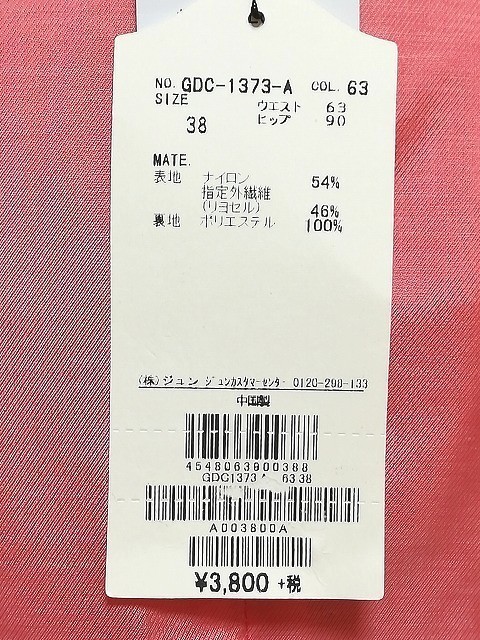 NO. GDC-1373-A COL. 63
SIZE ウエスト 63
38 ヒップ 90
MATE.
表地 ナイロン 54%
指定外繊維
(リヨセル) 46%
裏地 ポリエステル 100%
(株)ジュン ジュンカスタマーセンター 0120-298-133
中国製
4548063900388
GDC1373A 6338
A003800A
¥3,800 +税